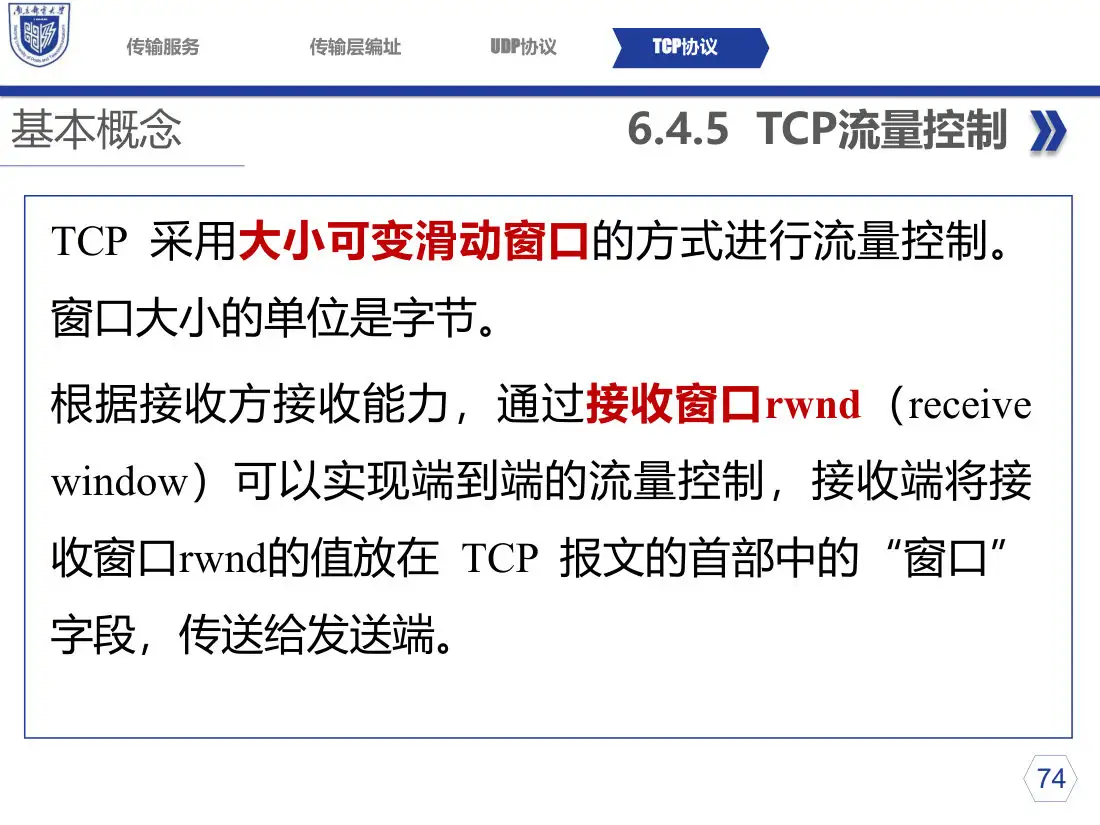 南京邮电大学
传输服务
传输层编址
UDP协议
TCP协议
基本概念
6.4.5 TCP流量控制
TCP 采用大小可变滑动窗口的方式进行流量控制。
窗口大小的单位是字节。
根据接收方接收能力，通过接收窗口rwnd（receive
window）可以实现端到端的流量控制，接收端将接
收窗口rwnd的值放在 TCP 报文的首部中的“窗口”
字段，传送给发送端。
74